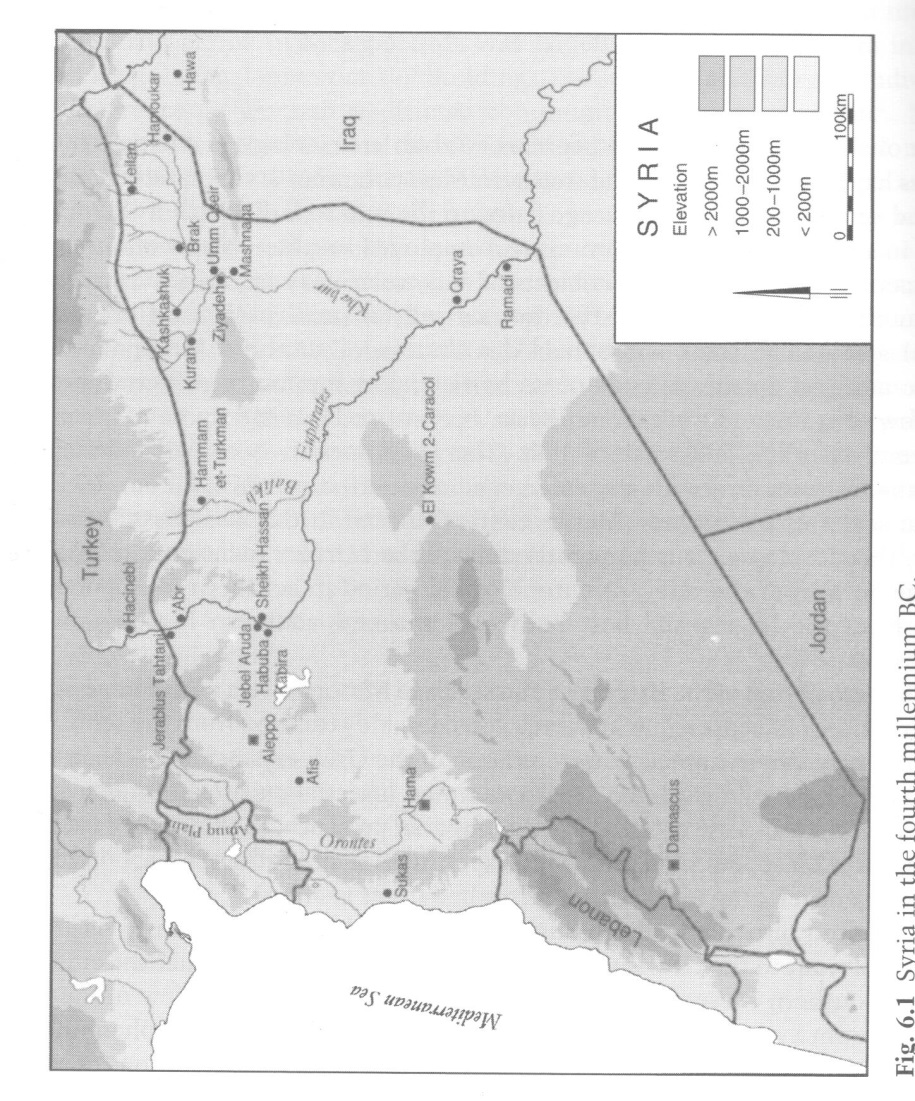 Turkey
Hacinebi
Jerablus Tahtani
'Abr
Amuq Plain
Hammam
et-Turkman
Balikh
Kashkashuk
Kuran
Leilan
Hamoukar
Hawa
Brak
Umm Qseir
Ziyadeh
Mashnaqa
Khabur
Iraq
Jebel Aruda
Sheikh Hassan
Habuba
Kabira
Aleppo
Afis
Euphrates
Qraya
Ramadi
El Kowm 2-Caracol
Hama
Orontes
Sukas
Mediterranean Sea
Lebanon
Damascus
Jordan
SYRIA
Elevation
> 2000m
1000–2000m
200–1000m
< 200m
0
100km
Fig. 6.1 Syria in the fourth millennium BC.